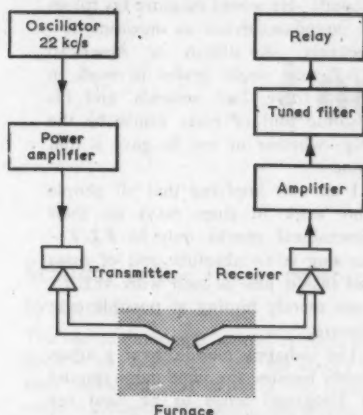 Oscillator
22 kc/s
Relay
Tuned filter
Power
amplifier
Amplifier
Transmitter
Receiver
Furnace